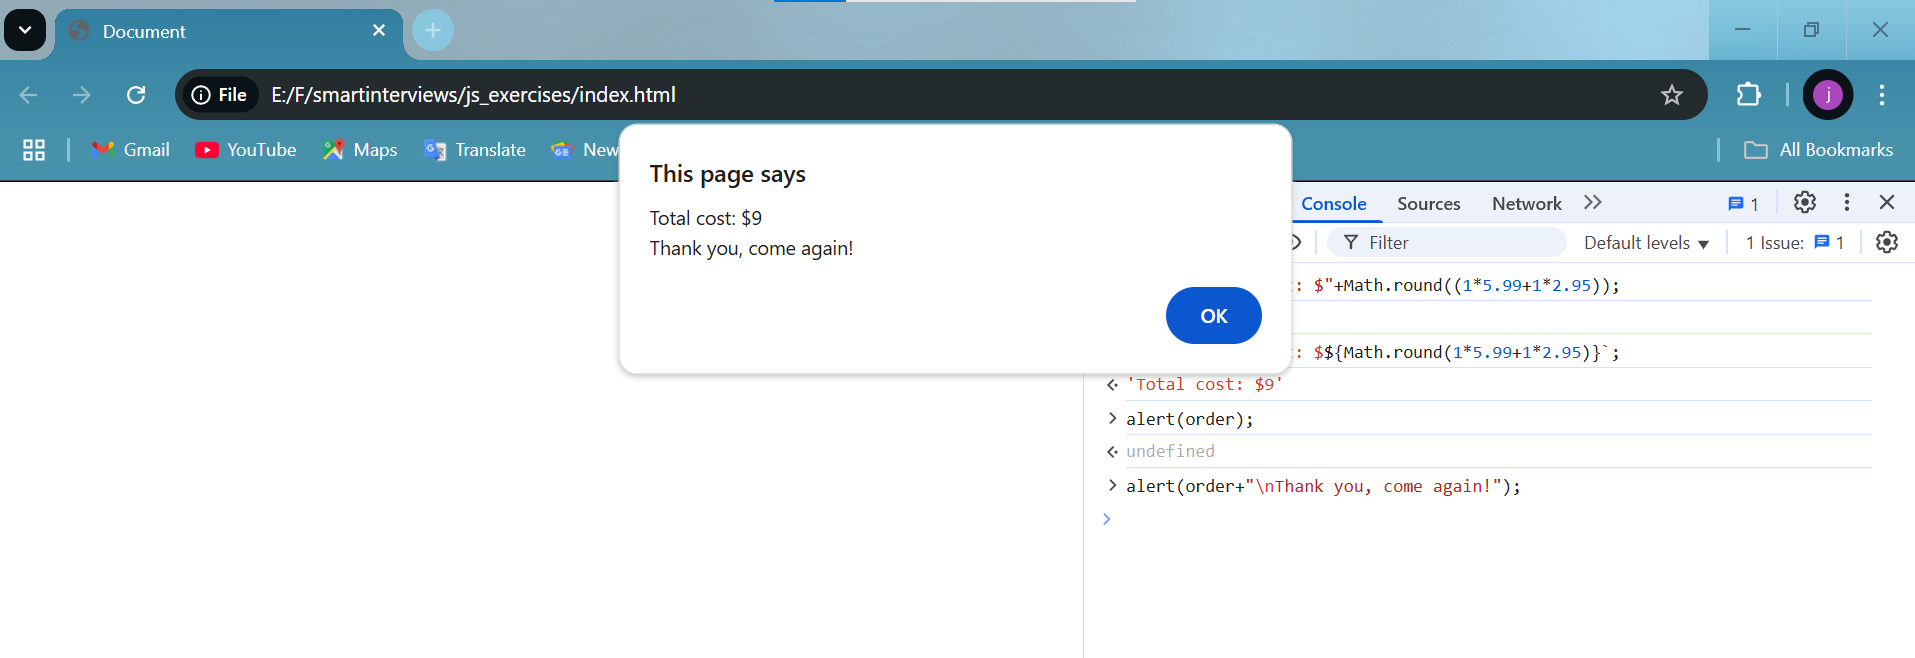 Document
File E:/F/smartinterviews/js_exercises/index.html j
Gmail YouTube Maps Translate New All Bookmarks
This page says
Total cost: $9
Thank you, come again!
OK
Console Sources Network 1
Filter Default levels 1 Issue: 1
: $"+Math.round((1*5.99+1*2.95));
: $${Math.round(1*5.99+1*2.95)}`;
'Total cost: $9'
alert(order);
undefined
alert(order+"\nThank you, come again!");